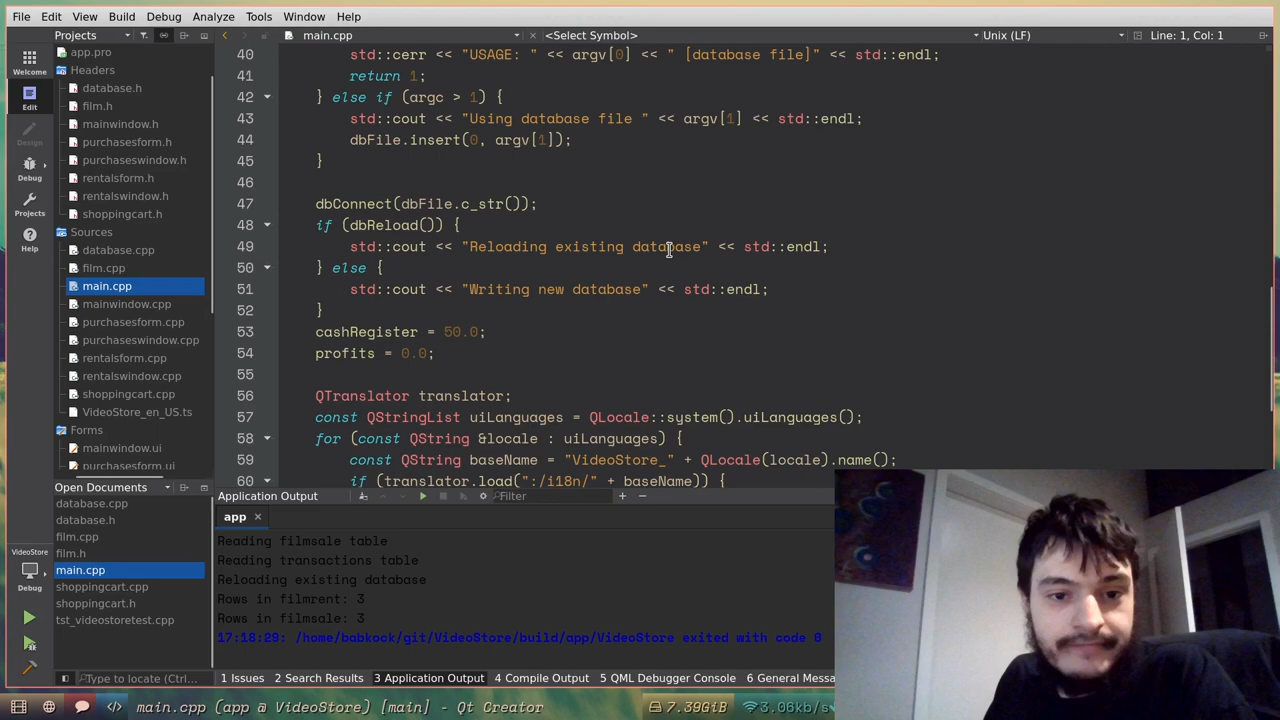 File Edit View Build Debug Analyze Tools Window Help
Projects
main.cpp
<Select Symbol>
Unix (LF)
Line: 1, Col: 1
Welcome
Edit
Design
Debug
Projects
Help
VideoStore
Debug
app.pro
Headers
database.h
film.h
mainwindow.h
purchasesform.h
purchaseswindow.h
rentalsform.h
rentalswindow.h
shoppingcart.h
Sources
database.cpp
film.cpp
main.cpp
mainwindow.cpp
purchasesform.cpp
purchaseswindow.cpp
rentalsform.cpp
rentalswindow.cpp
shoppingcart.cpp
VideoStore_en_US.ts
Forms
mainwindow.ui
purchasesform.ui
Open Documents
database.cpp
database.h
film.cpp
film.h
main.cpp
shoppingcart.cpp
shoppingcart.h
tst_videostoretest.cpp
40 std::cerr << "USAGE: " << argv[0] << " [database file]" << std::endl;
41 return 1;
42 } else if (argc > 1) {
43 std::cout << "Using database file " << argv[1] << std::endl;
44 dbFile.insert(0, argv[1]);
45 }
46
47 dbConnect(dbFile.c_str());
48 if (dbReload()) {
49 std::cout << "Reloading existing database" << std::endl;
50 } else {
51 std::cout << "Writing new database" << std::endl;
52 }
53 cashRegister = 50.0;
54 profits = 0.0;
55
56 QTranslator translator;
57 const QStringList uiLanguages = QLocale::system().uiLanguages();
58 for (const QString &locale : uiLanguages) {
59 const QString baseName = "VideoStore_" + QLocale(locale).name();
60 if (translator.load(":/i18n/" + baseName)) {
Application Output
Filter
app
Reading filmsale table
Reading transactions table
Reloading existing database
Rows in filmrent: 3
Rows in filmsale: 3
17:18:29: /home/babkock/git/VideoStore/build/app/VideoStore exited with code 0
Type to locate (Ctrl...
1 Issues 2 Search Results 3 Application Output 4 Compile Output 5 QML Debugger Console 6 General Messa
main.cpp (app @ VideoStore) [main] - Qt Creator
7.39GiB
3.06kb/s